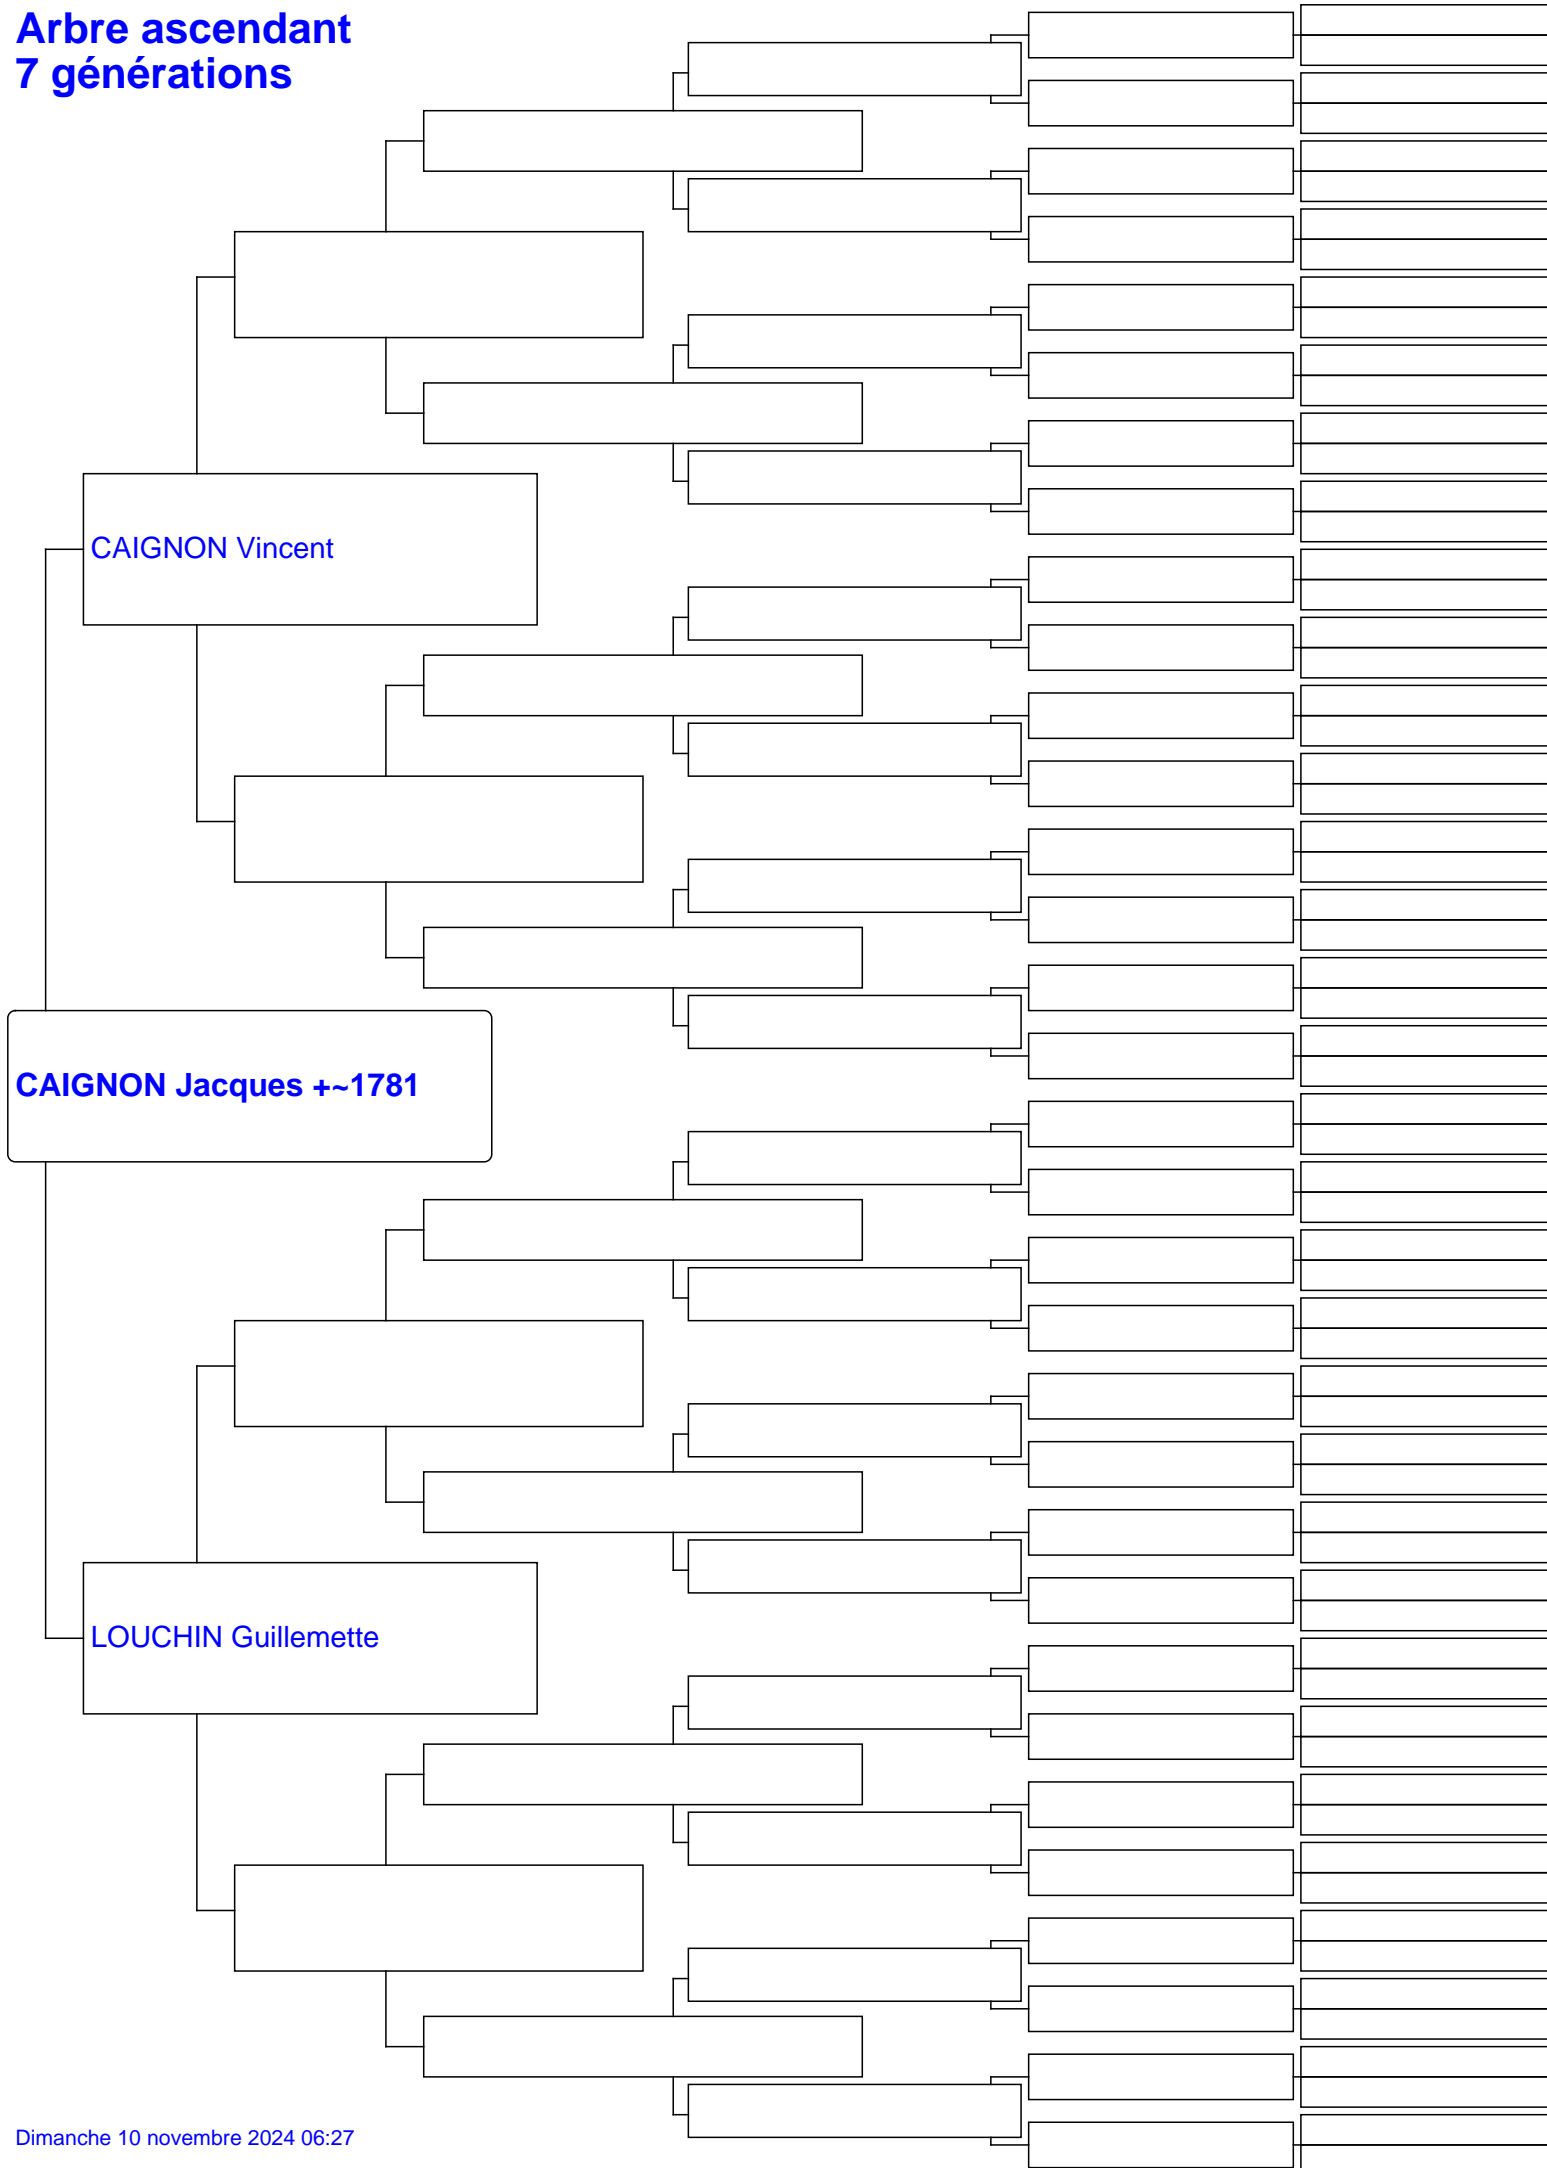 Arbre ascendant
7 générations
CAIGNON Vincent
CAIGNON Jacques +~1781
LOUCHIN Guillemette
Dimanche 10 novembre 2024 06:27